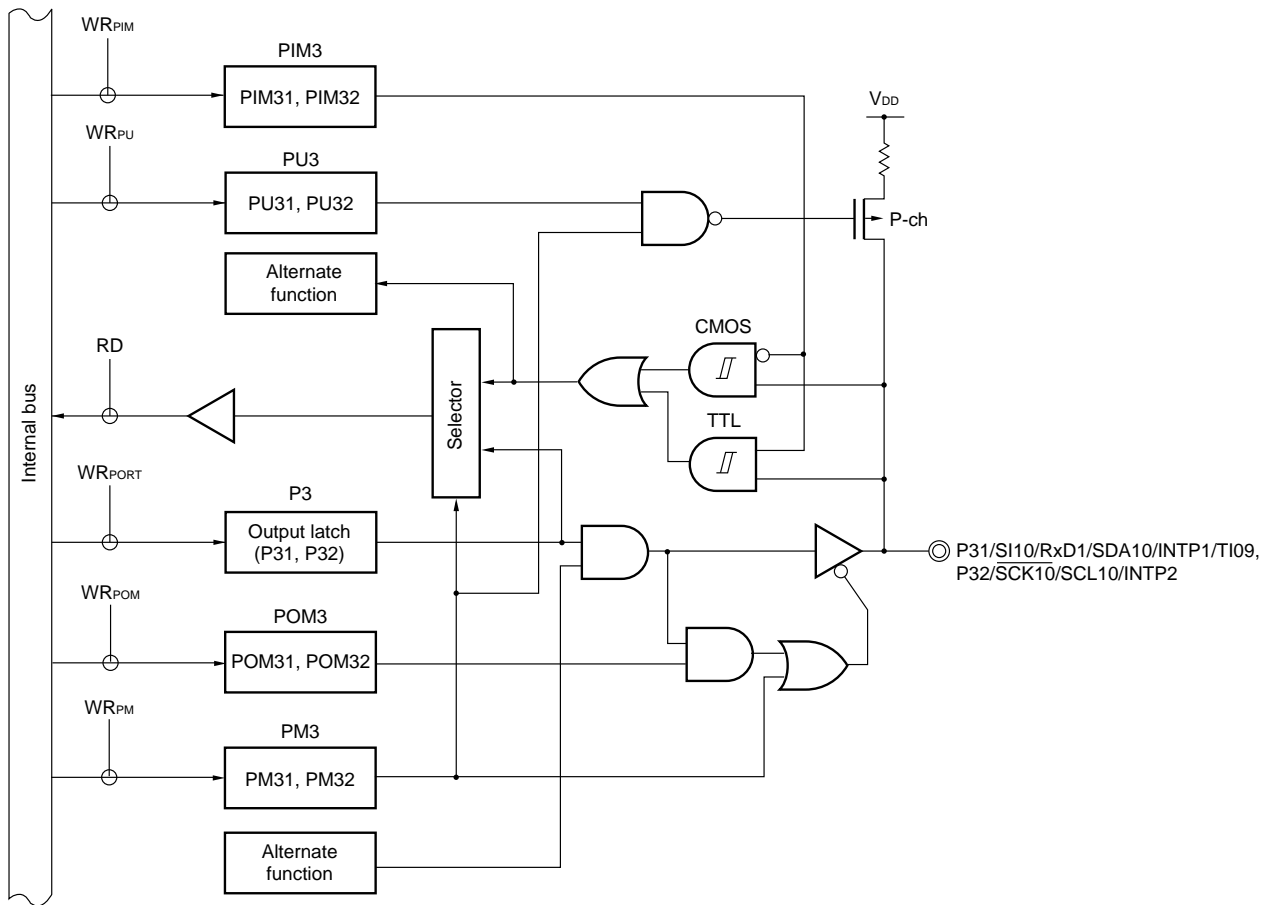 WRPIM
PIM3
PIM31, PIM32
VDD
WRPU
PU3
PU31, PU32
P-ch
Alternate
function
CMOS
RD
Selector
TTL
Internal bus
WRPORT
P3
Output latch
(P31, P32)
P31/SI10/RxD1/SDA10/INTP1/TI09,
P32/SCK10/SCL10/INTP2
WRPOM
POM3
POM31, POM32
WRPM
PM3
PM31, PM32
Alternate
function